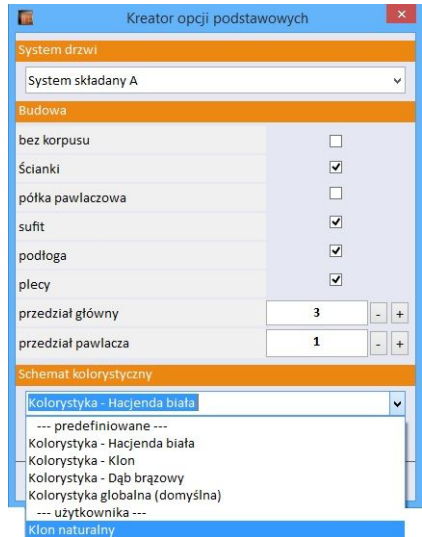 Kreator opcji podstawowych
System drzwi
System składany A
Budowa
bez korpusu
Ścianki
półka pawlaczowa
sufit
podłoga
plecy
przedział główny 3 - +
przedział pawlacza 1 - +
Schemat kolorystyczny
Kolorystyka - Hacjenda biała
--- predefiniowane ---
Kolorystyka - Hacjenda biała
Kolorystyka - Klon
Kolorystyka - Dąb brązowy
Kolorystyka globalna (domyślna)
--- użytkownika ---
Klon naturalny